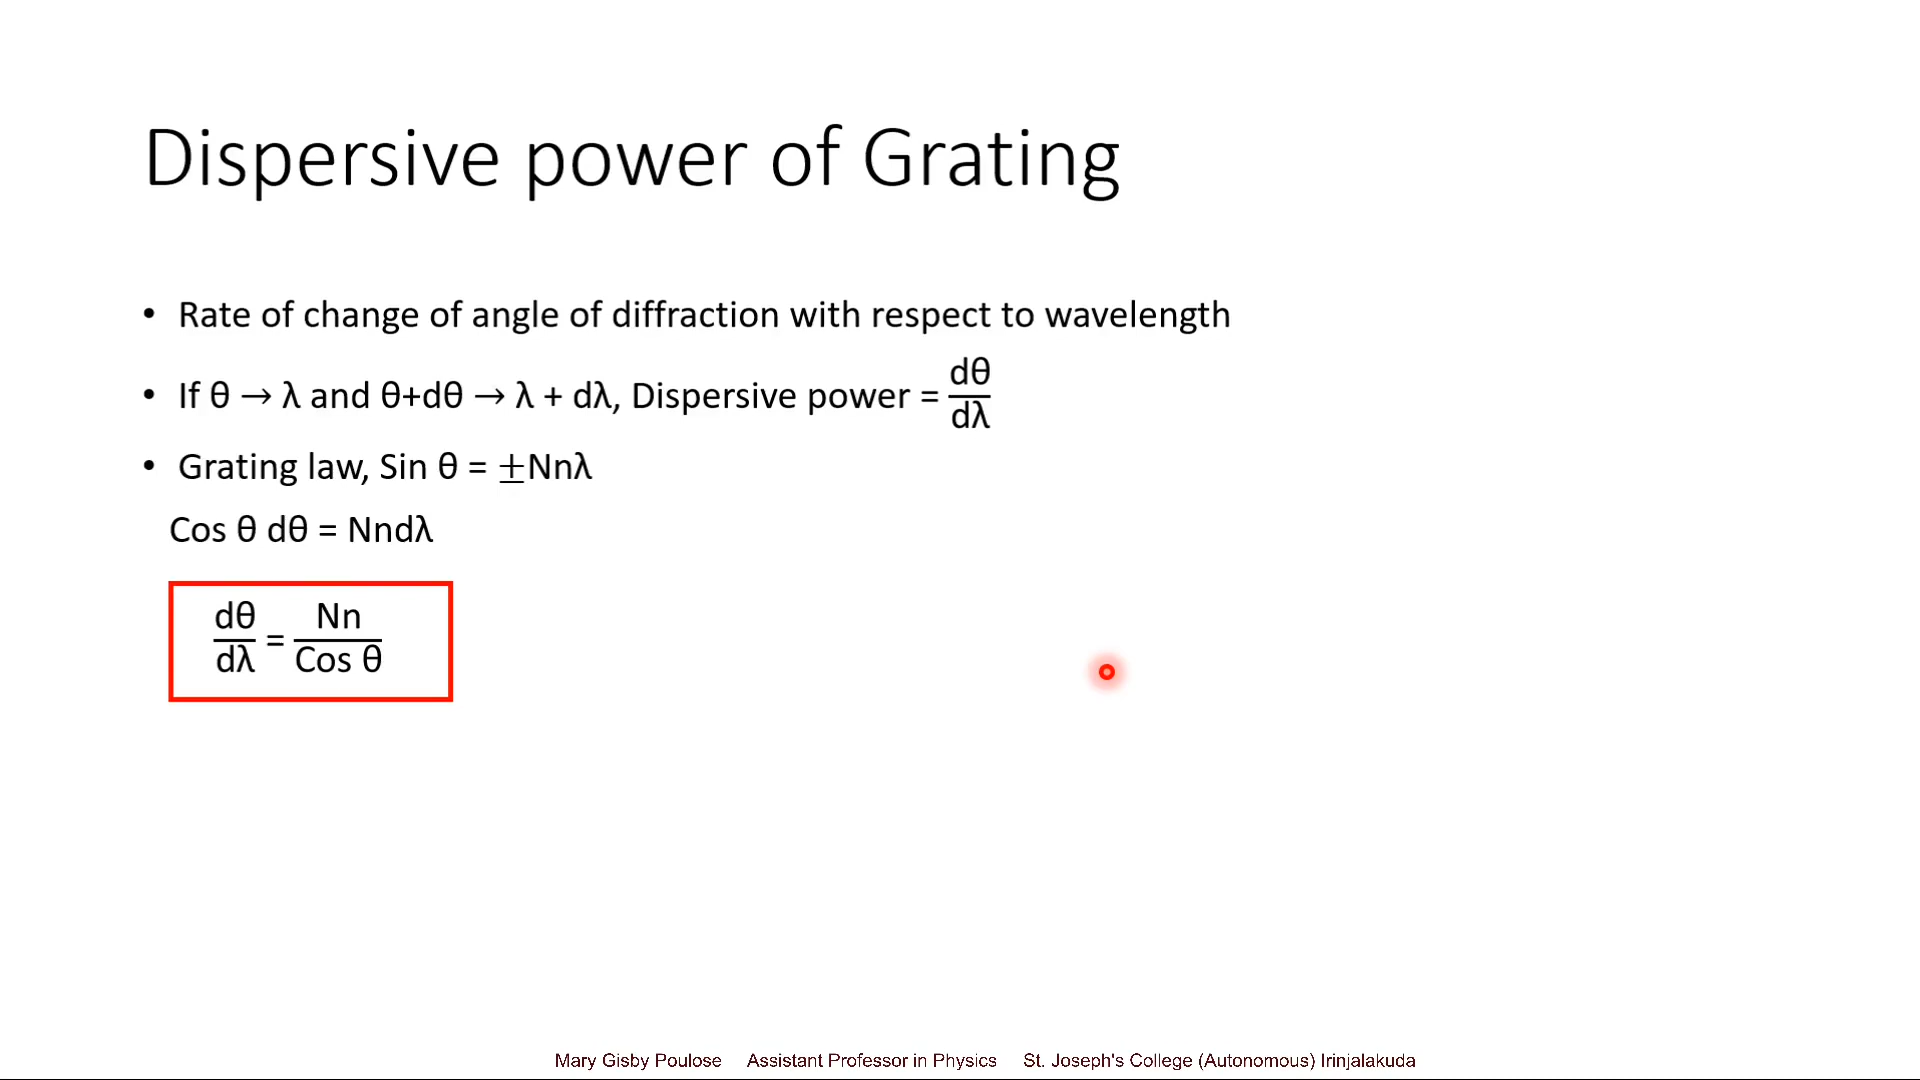 Dispersive power of Grating
• Rate of change of angle of diffraction with respect to wavelength
• If θ → λ and θ+dθ → λ + dλ, Dispersive power = dθ/dλ
• Grating law, Sin θ = ±Nnλ
Cos θ dθ = Nndλ
dθ/dλ = Nn/Cos θ
Mary Gisby Poulose Assistant Professor in Physics St. Joseph's College (Autonomous) Irinjalakuda